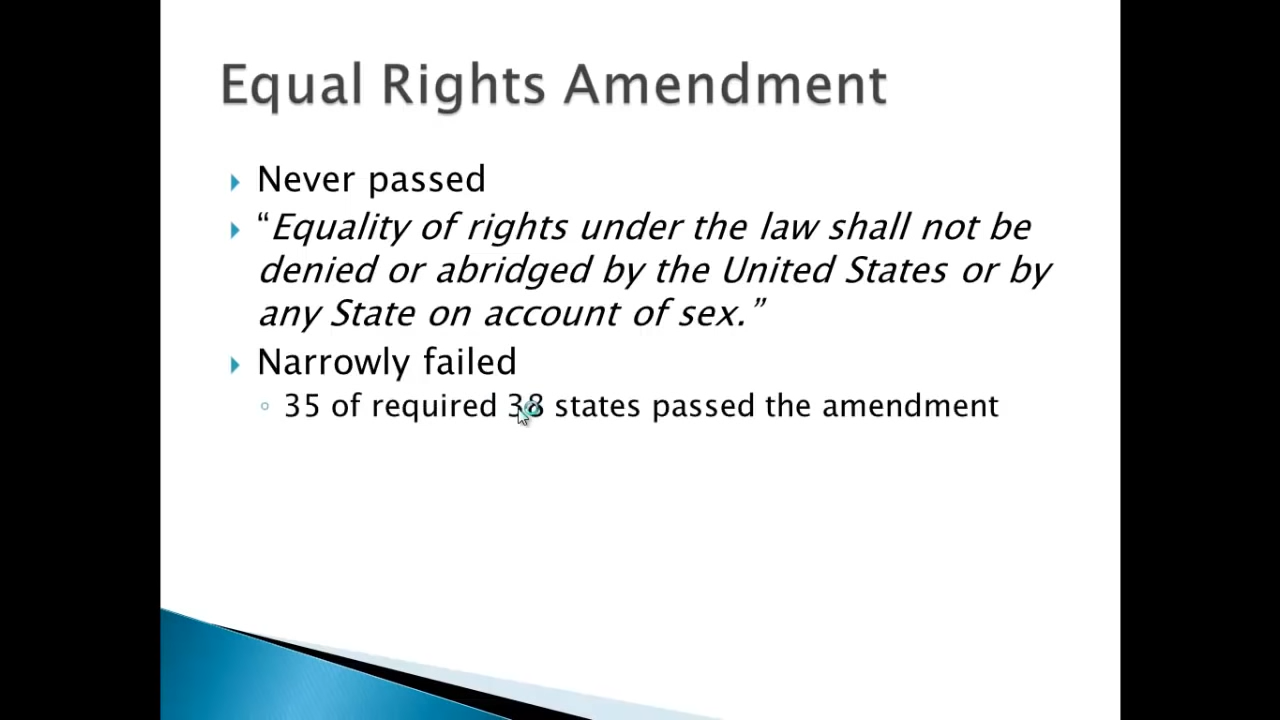 Equal Rights Amendment
Never passed
“Equality of rights under the law shall not be
denied or abridged by the United States or by
any State on account of sex.”
Narrowly failed
35 of required 38 states passed the amendment